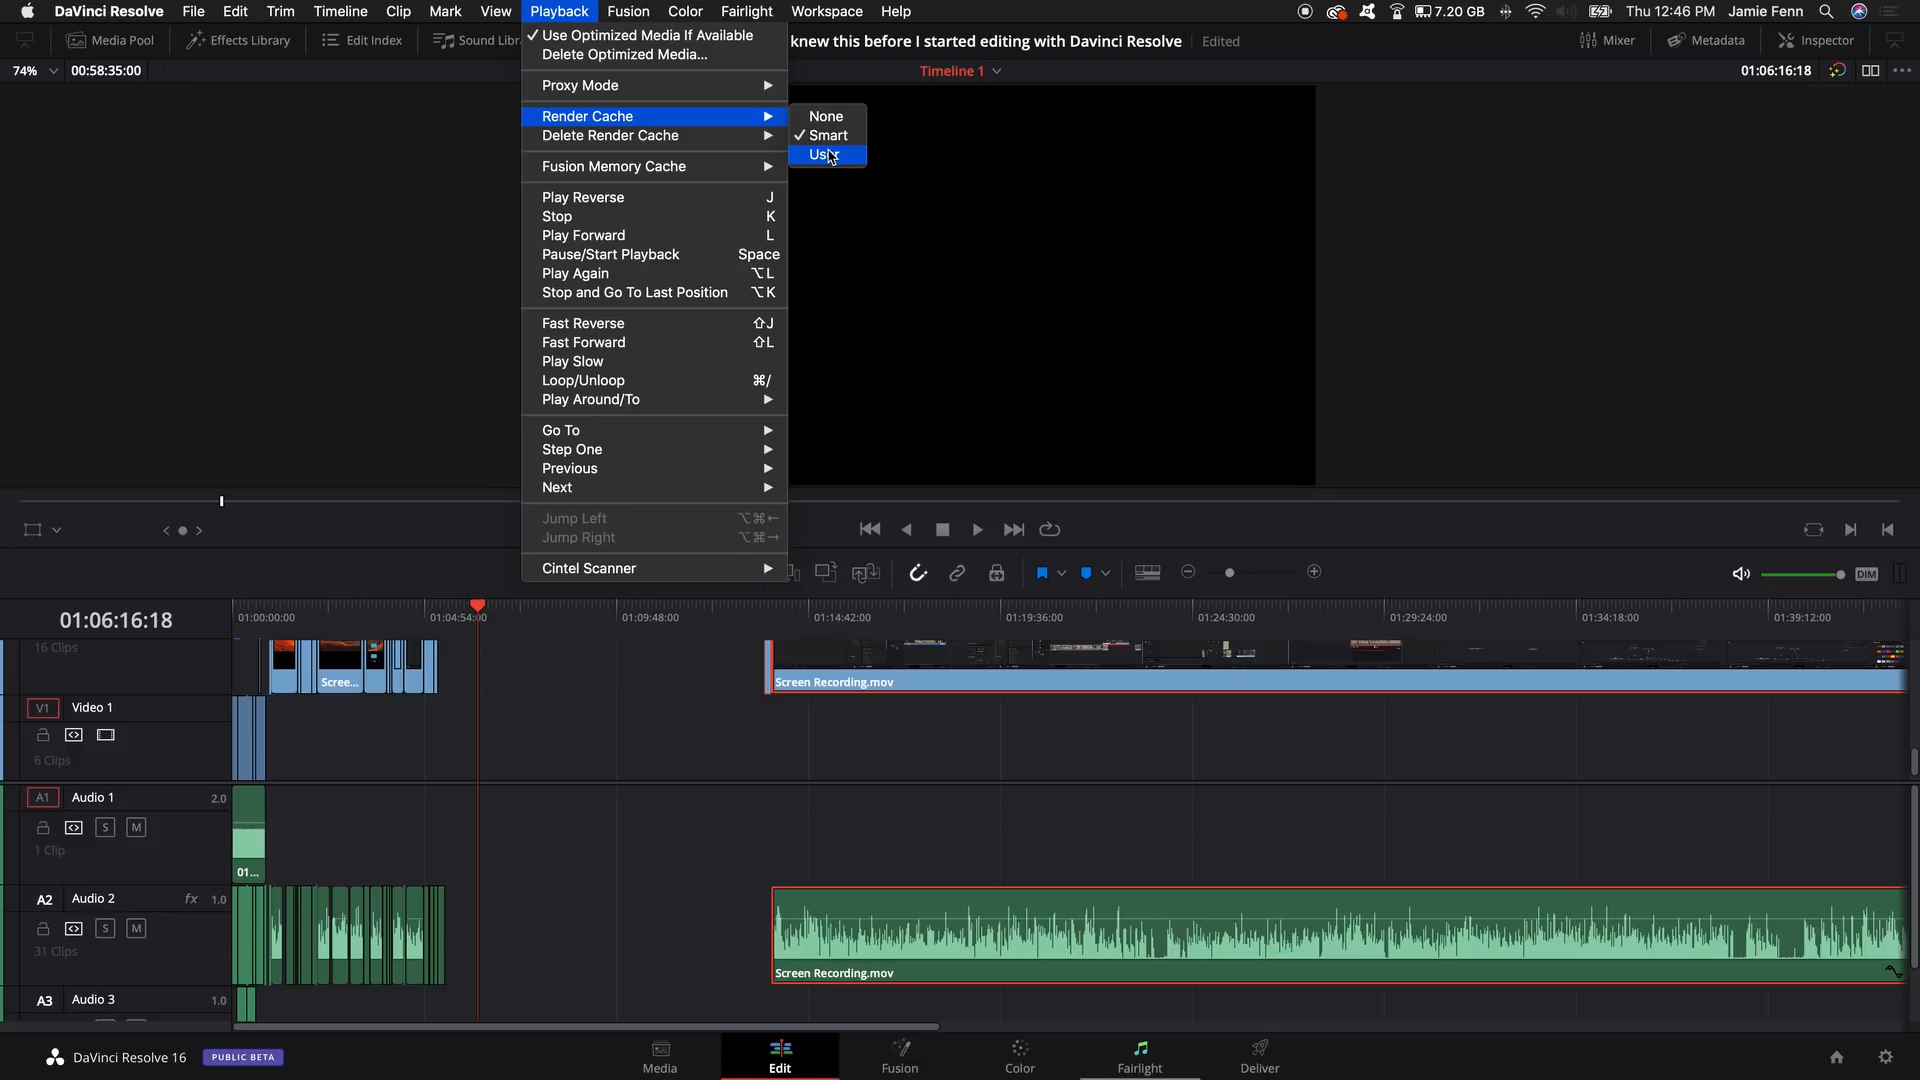 DaVinci Resolve File Edit Trim Timeline Clip Mark View Playback Fusion Color Fairlight Workspace Help 7.20 GB Thu 12:46 PM Jamie Fenn
Media Pool Effects Library Edit Index Sound Libr knew this before I started editing with Davinci Resolve Edited Mixer Metadata Inspector
74% 00:58:35:00 Timeline 1 01:06:16:18
✓ Use Optimized Media If Available
Delete Optimized Media...
Proxy Mode
Render Cache
Delete Render Cache
Fusion Memory Cache
Play Reverse J
Stop K
Play Forward L
Pause/Start Playback Space
Play Again ⌥L
Stop and Go To Last Position ⌥K
Fast Reverse ⇧J
Fast Forward ⇧L
Play Slow
Loop/Unloop ⌘/
Play Around/To
Go To
Step One
Previous
Next
Jump Left ⌥⌘←
Jump Right ⌥⌘→
Cintel Scanner
None
✓ Smart
User
DIM
01:06:16:18 01:00:00:00 01:04:54:00 01:09:48:00 01:14:42:00 01:19:36:00 01:24:30:00 01:29:24:00 01:34:18:00 01:39:12:00
16 Clips
Scree... Screen Recording.mov
V1 Video 1
6 Clips
A1 Audio 1 2.0
S M
1 Clip
01...
A2 Audio 2 fx 1.0
S M
31 Clips
Screen Recording.mov
A3 Audio 3 1.0
DaVinci Resolve 16 PUBLIC BETA Media Edit Fusion Color Fairlight Deliver